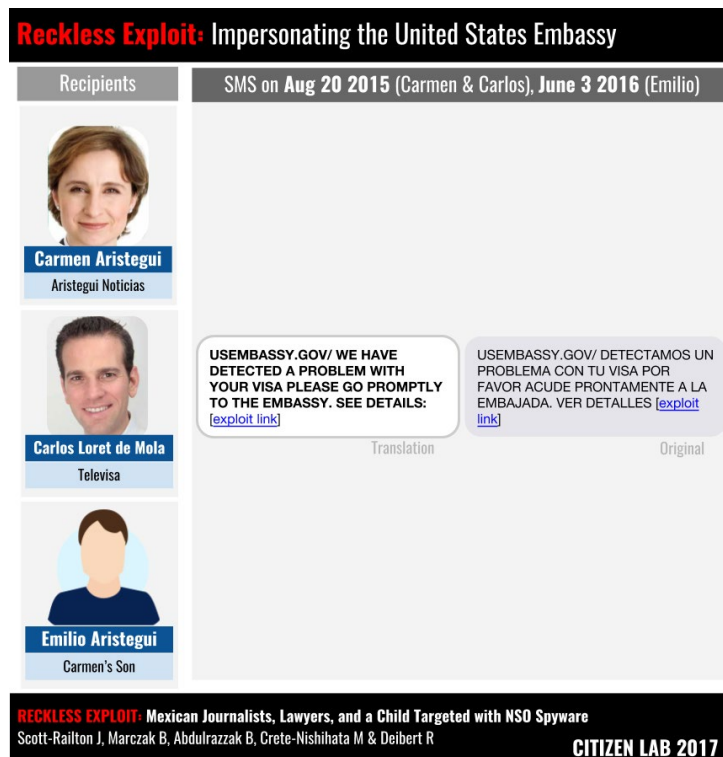 Reckless Exploit: Impersonating the United States Embassy
Recipients
SMS on Aug 20 2015 (Carmen & Carlos), June 3 2016 (Emilio)
Carmen Aristegui
Aristegui Noticias
Carlos Loret de Mola
Televisa
Emilio Aristegui
Carmen's Son
USEMBASSY.GOV/ WE HAVE
DETECTED A PROBLEM WITH
YOUR VISA PLEASE GO PROMPTLY
TO THE EMBASSY. SEE DETAILS:
[exploit link]
Translation
USEMBASSY.GOV/ DETECTAMOS UN
PROBLEMA CON TU VISA POR
FAVOR ACUDE PRONTAMENTE A LA
EMBAJADA. VER DETALLES [exploit
link]
Original
RECKLESS EXPLOIT: Mexican Journalists, Lawyers, and a Child Targeted with NSO Spyware
Scott-Railton J, Marczak B, Abdulrazzak B, Crete-Nishihata M & Deibert R
CITIZEN LAB 2017